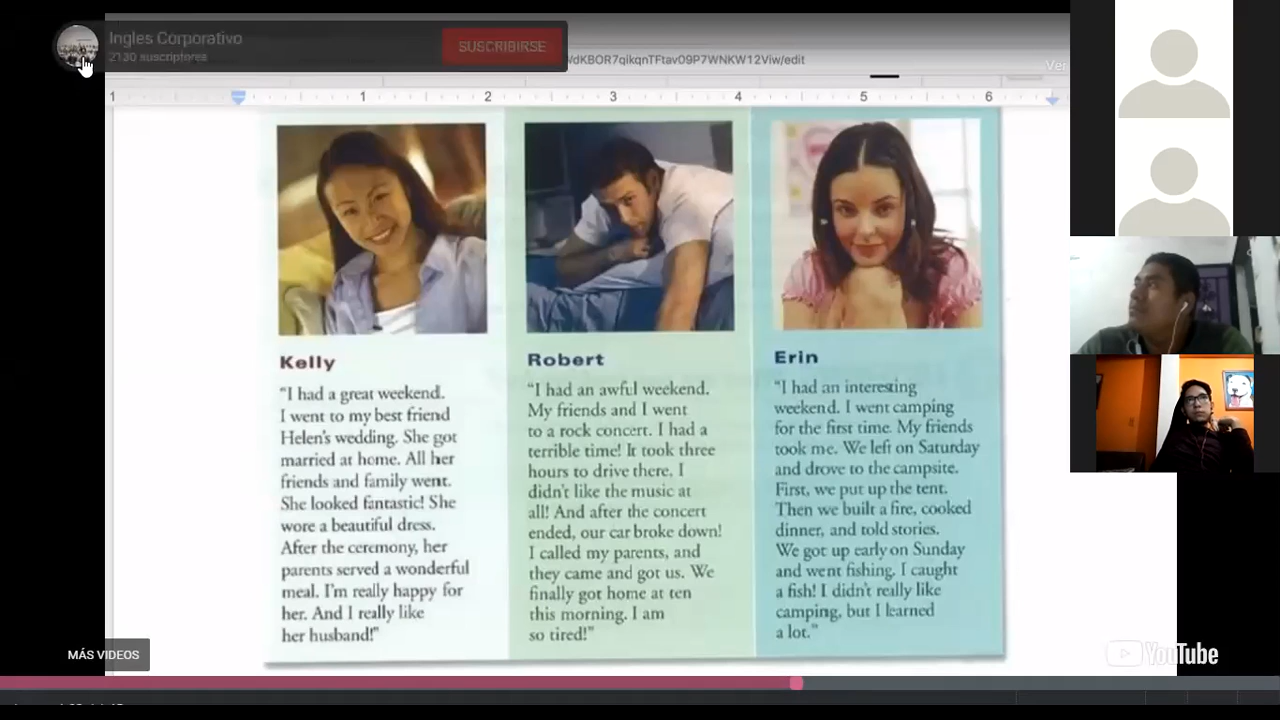 Ingles Corporativo
2130 suscriptores
SUSCRIBIRSE
/dKBOR7qikqnTFtav09P7WNKW12Viw/edit
Ver
1 1 2 3 4 5 6
Kelly
"I had a great weekend.
I went to my best friend
Helen's wedding. She got
married at home. All her
friends and family went.
She looked fantastic! She
wore a beautiful dress.
After the ceremony, her
parents served a wonderful
meal. I'm really happy for
her. And I really like
her husband!"
Robert
"I had an awful weekend.
My friends and I went
to a rock concert. I had a
terrible time! It took three
hours to drive there. I
didn't like the music at
all! And after the concert
ended, our car broke down!
I called my parents, and
they came and got us. We
finally got home at ten
this morning. I am
so tired!"
Erin
"I had an interesting
weekend. I went camping
for the first time. My friends
took me. We left on Saturday
and drove to the campsite.
First, we put up the tent.
Then we built a fire, cooked
dinner, and told stories.
We got up early on Sunday
and went fishing. I caught
a fish! I didn't really like
camping, but I learned
a lot."
MÁS VIDEOS
YouTube